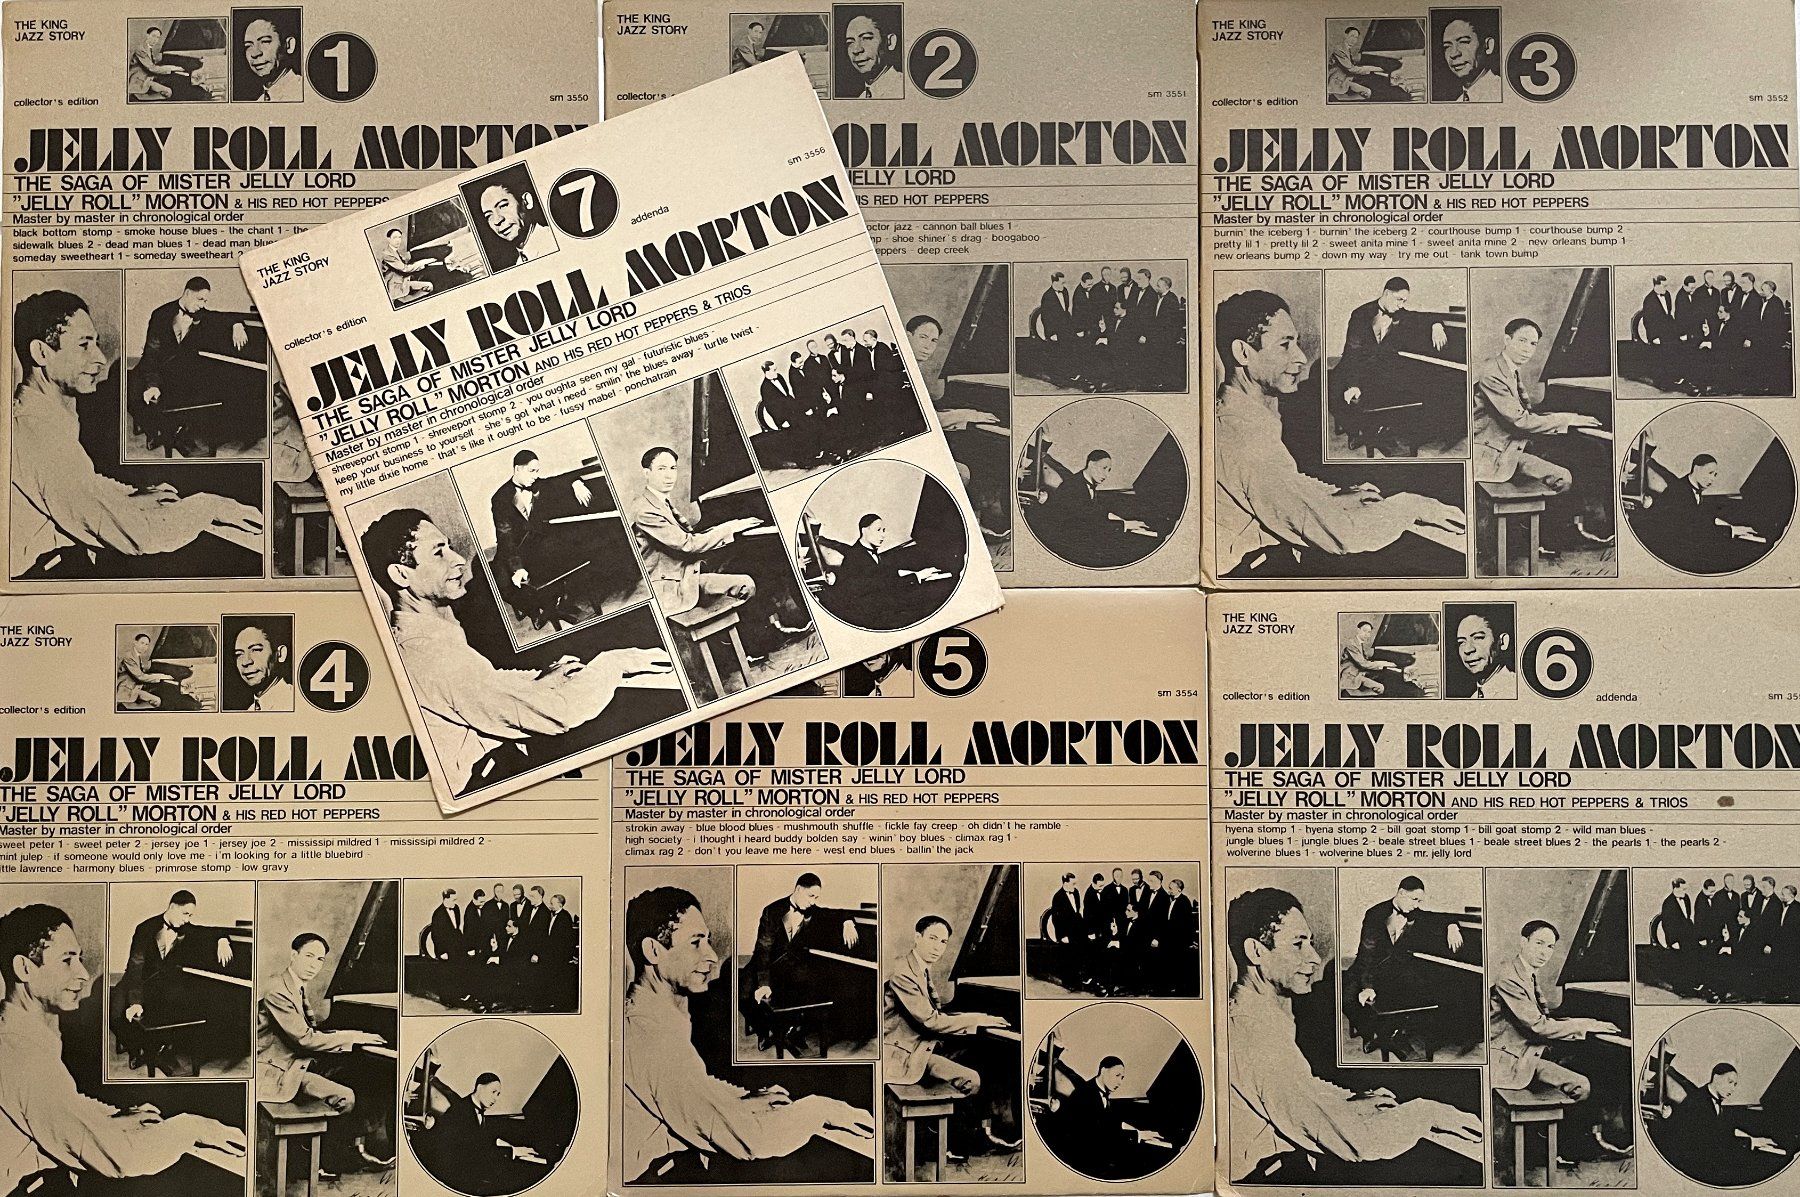 THE KING
JAZZ STORY
1
collector's edition
sm 3550
JELLY ROLL MORTON
THE SAGA OF MISTER JELLY LORD
"JELLY ROLL" MORTON & HIS RED HOT PEPPERS
Master by master in chronological order
black bottom stomp - smoke house blues - the chant 1 - the
sidewalk blues 2 - dead man blues 1 - dead man blue
someday sweetheart 1 - someday sweetheart 2
THE KING
JAZZ STORY
2
collector's
sm 3551
ROLL MORTON
JELLY LORD
HIS RED HOT PEPPERS
doctor jazz - cannon ball blues 1 -
shoe shiner's drag - boogaboo -
peppers - deep creek
THE KING
JAZZ STORY
3
collector's edition
sm 3552
JELLY ROLL MORTON
THE SAGA OF MISTER JELLY LORD
"JELLY ROLL" MORTON & HIS RED HOT PEPPERS
Master by master in chronological order
burnin' the iceberg 1 - burnin' the iceberg 2 - courthouse bump 1 - courthouse bump 2
pretty lil 1 - pretty lil 2 - sweet anita mine 1 - sweet anita mine 2 - new orleans bump 1
new orleans bump 2 - down my way - try me out - tank town bump
THE KING
JAZZ STORY
7
addenda
collector's edition
sm 3556
JELLY ROLL MORTON
THE SAGA OF MISTER JELLY LORD
"JELLY ROLL" MORTON AND HIS RED HOT PEPPERS & TRIOS
Master by master in chronological order
shreveport stomp 1 - shreveport stomp 2 - you oughta seen my gal - futuristic blues -
keep your business to yourself - she's got what i need - smilin' the blues away - turtle twist -
my little dixie home - that's like it ought to be - fussy mabel - ponchatrain
THE KING
JAZZ STORY
4
collector's edition
JELLY ROLL MO
THE SAGA OF MISTER JELLY LORD
"JELLY ROLL" MORTON & HIS RED HOT PEPPERS
Master by master in chronological order
sweet peter 1 - sweet peter 2 - jersey joe 1 - jersey joe 2 - mississipi mildred 1 - mississipi mildred 2 -
mint julep - if someone would only love me - i'm looking for a little bluebird -
little lawrence - harmony blues - primrose stomp - low gravy
5
sm 3554
JELLY ROLL MORTON
THE SAGA OF MISTER JELLY LORD
"JELLY ROLL" MORTON & HIS RED HOT PEPPERS
Master by master in chronological order
strokin away - blue blood blues - mushmouth shuffle - fickle fay creep - oh didn't he ramble -
high society - i thought i heard buddy bolden say - winin' boy blues - climax rag 1 -
climax rag 2 - don't you leave me here - west end blues - ballin' the jack
THE KING
JAZZ STORY
6
addenda
collector's edition
sm 35
JELLY ROLL MORTON
THE SAGA OF MISTER JELLY LORD
"JELLY ROLL" MORTON AND HIS RED HOT PEPPERS & TRIOS
Master by master in chronological order
hyena stomp 1 - hyena stomp 2 - bill goat stomp 1 - bill goat stomp 2 - wild man blues -
jungle blues 1 - jungle blues 2 - beale street blues 1 - beale street blues 2 - the pearls 1 - the pearls 2 -
wolverine blues 1 - wolverine blues 2 - mr. jelly lord